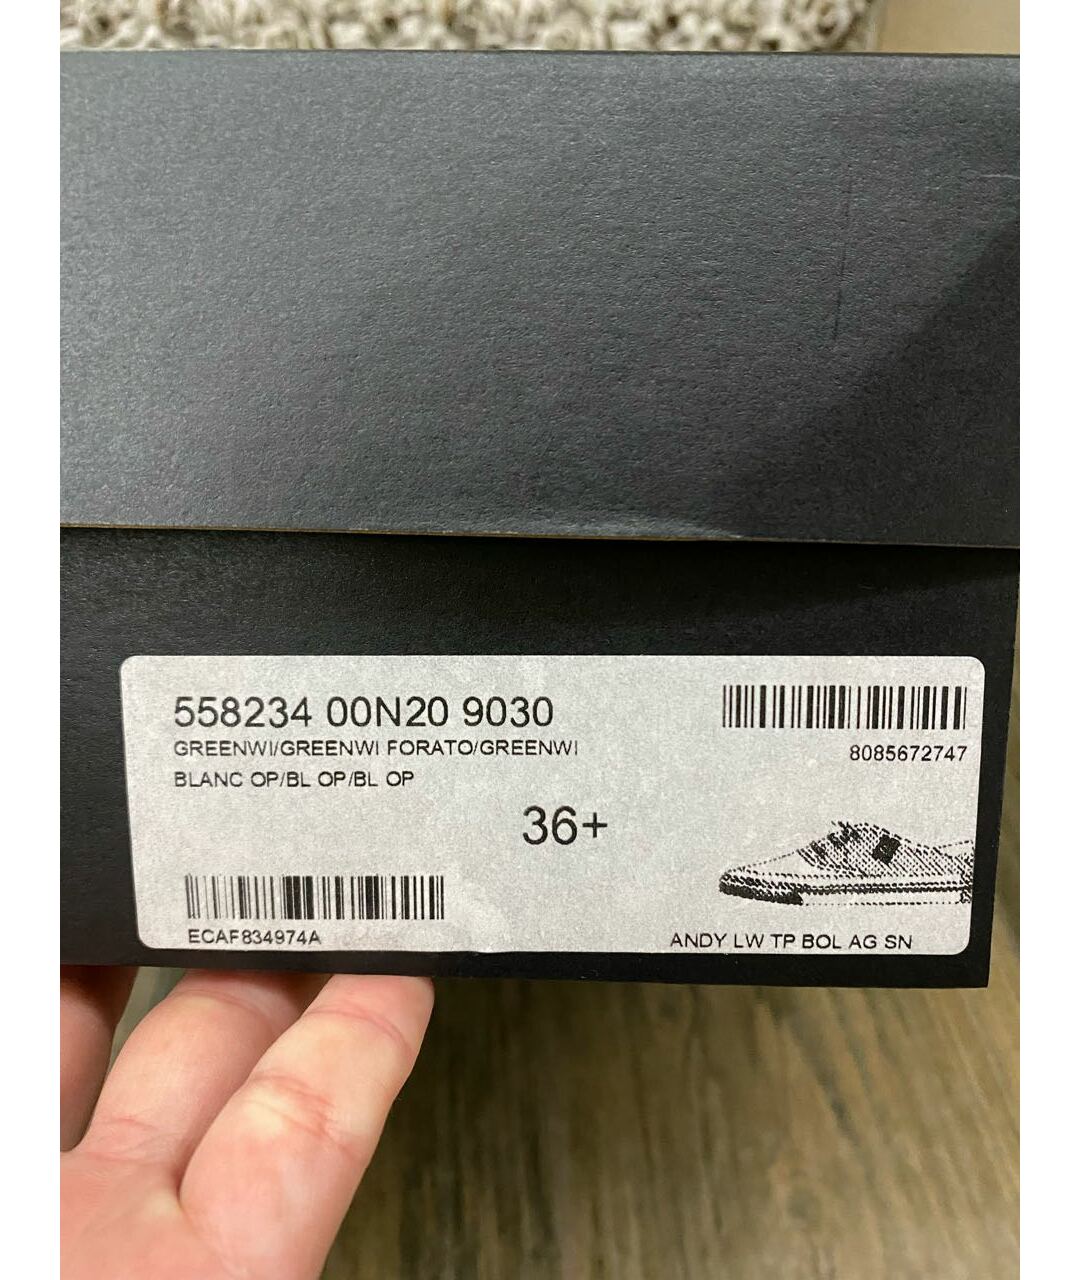 558234 00N20 9030
GREENWI/GREENWI FORATO/GREENWI
BLANC OP/BL OP/BL OP
8085672747
36+
ECAF834974A
ANDY LW TP BOL AG SN